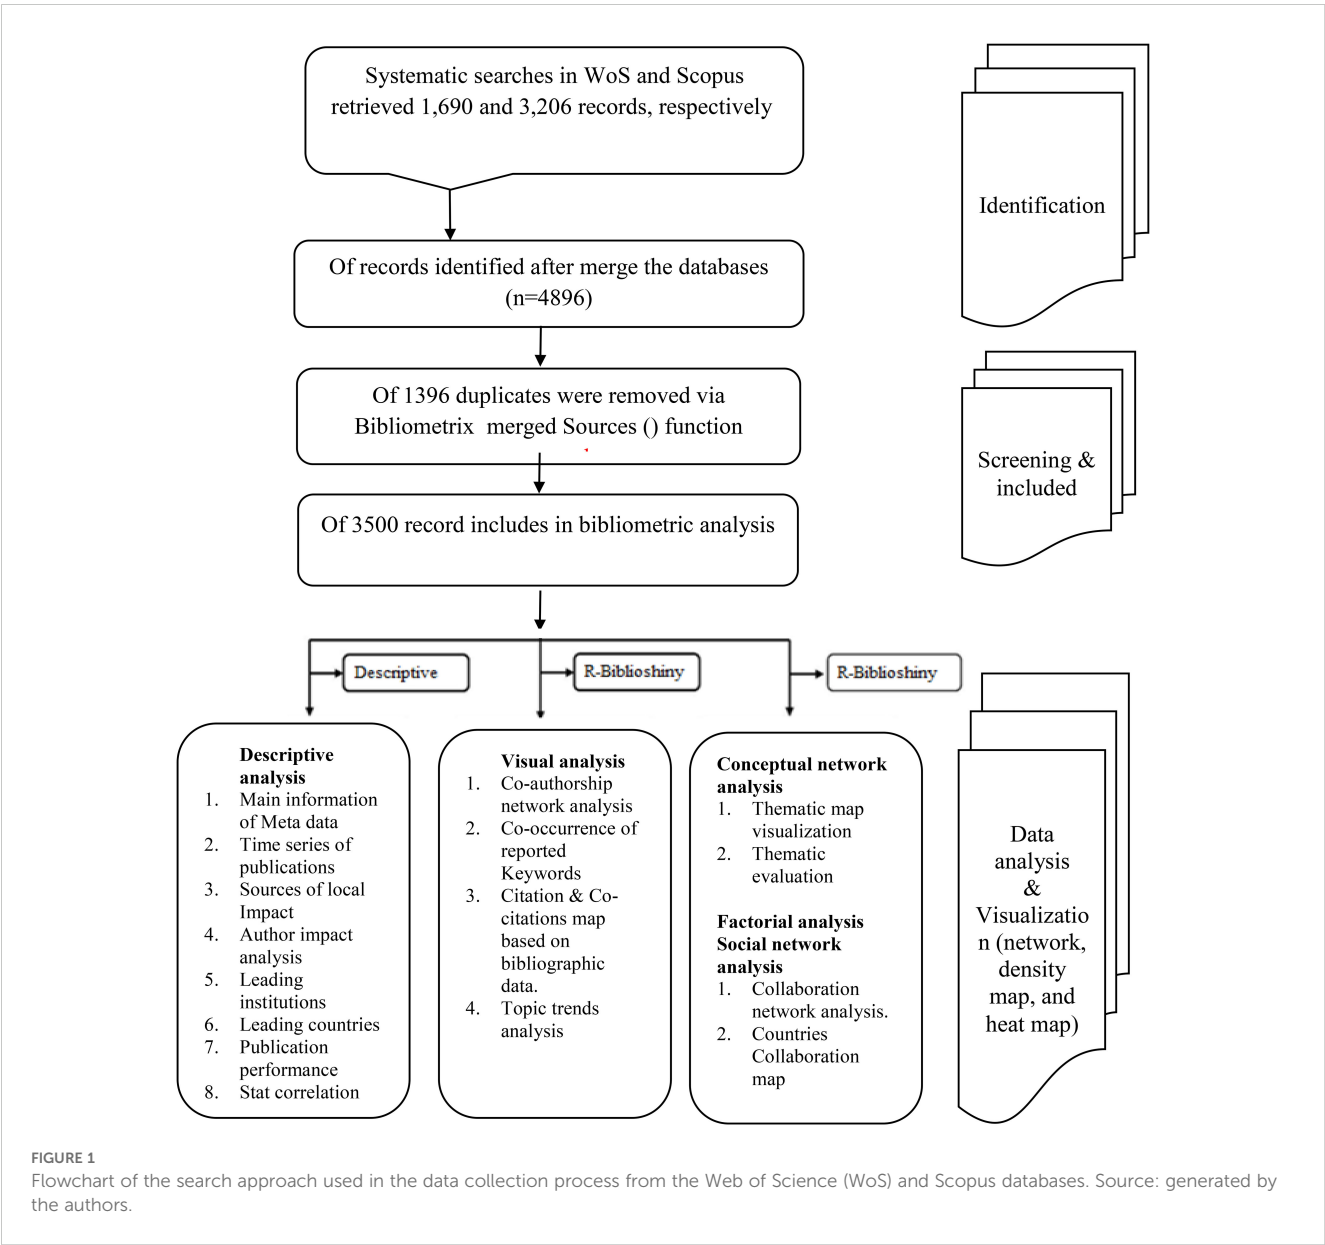 Systematic searches in WoS and Scopus
retrieved 1,690 and 3,206 records, respectively
Identification
Of records identified after merge the databases
(n=4896)
Of 1396 duplicates were removed via
Bibliometrix merged Sources () function
Screening &
included
Of 3500 record includes in bibliometric analysis
Descriptive
R-Biblioshiny
R-Biblioshiny
Descriptive
analysis
1. Main information
of Meta data
2. Time series of
publications
3. Sources of local
Impact
4. Author impact
analysis
5. Leading
institutions
6. Leading countries
7. Publication
performance
8. Stat correlation
Visual analysis
1. Co-authorship
network analysis
2. Co-occurrence of
reported
Keywords
3. Citation & Co-
citations map
based on
bibliographic
data.
4. Topic trends
analysis
Conceptual network
analysis
1. Thematic map
visualization
2. Thematic
evaluation
Factorial analysis
Social network
analysis
1. Collaboration
network analysis.
2. Countries
Collaboration
map
Data
analysis
&
Visualizatio
n (network,
density
map, and
heat map)
FIGURE 1
Flowchart of the search approach used in the data collection process from the Web of Science (WoS) and Scopus databases. Source: generated by
the authors.